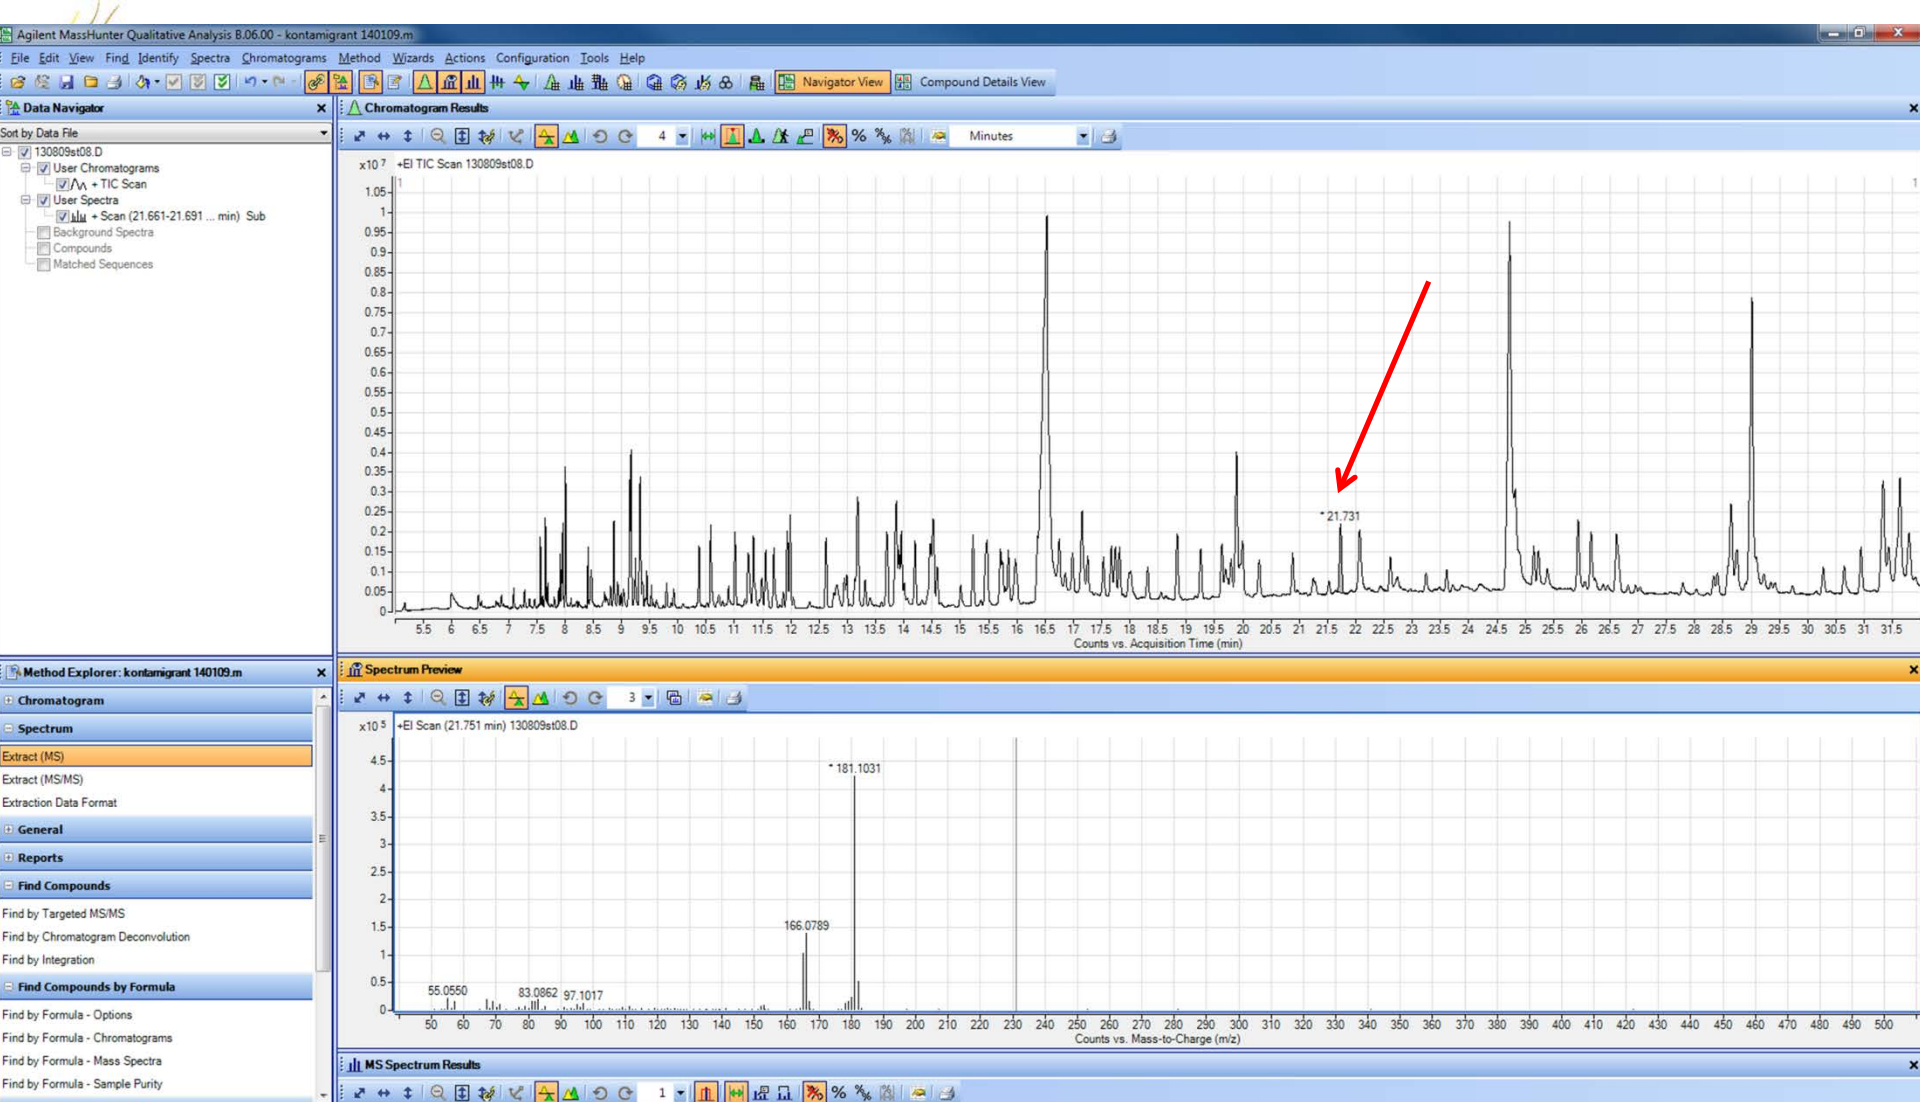 Agilent MassHunter Qualitative Analysis B.06.00 - kontamigrant 140109.m
File Edit View Find Identify Spectra Chromatograms Method Wizards Actions Configuration Tools Help
Navigator View Compound Details View
Data Navigator
Sort by Data File
130809st08.D
User Chromatograms
+ TIC Scan
User Spectra
+ Scan (21.661-21.691 ... min) Sub
Background Spectra
Compounds
Matched Sequences
Chromatogram Results
4 % Minutes
x10 7 +EI TIC Scan 130809st08.D
1 1
1.05
1
0.95
0.9
0.85
0.8
0.75
0.7
0.65
0.6
0.55
0.5
0.45
0.4
0.35
0.3
0.25
0.2
0.15
0.1
0.05
0
* 21.731
5.5 6 6.5 7 7.5 8 8.5 9 9.5 10 10.5 11 11.5 12 12.5 13 13.5 14 14.5 15 15.5 16 16.5 17 17.5 18 18.5 19 19.5 20 20.5 21 21.5 22 22.5 23 23.5 24 24.5 25 25.5 26 26.5 27 27.5 28 28.5 29 29.5 30 30.5 31 31.5
Counts vs. Acquisition Time (min)
Method Explorer: kontamigrant 140109.m
Chromatogram
Spectrum
Extract (MS)
Extract (MS/MS)
Extraction Data Format
General
Reports
Find Compounds
Find by Targeted MS/MS
Find by Chromatogram Deconvolution
Find by Integration
Find Compounds by Formula
Find by Formula - Options
Find by Formula - Chromatograms
Find by Formula - Mass Spectra
Find by Formula - Sample Purity
Spectrum Preview
3
x10 5 +EI Scan (21.751 min) 130809st08.D
4.5
4
3.5
3
2.5
2
1.5
1
0.5
0
* 181.1031
166.0789
55.0550
83.0862
97.1017
50 60 70 80 90 100 110 120 130 140 150 160 170 180 190 200 210 220 230 240 250 260 270 280 290 300 310 320 330 340 350 360 370 380 390 400 410 420 430 440 450 460 470 480 490 500
Counts vs. Mass-to-Charge (m/z)
MS Spectrum Results
1 %